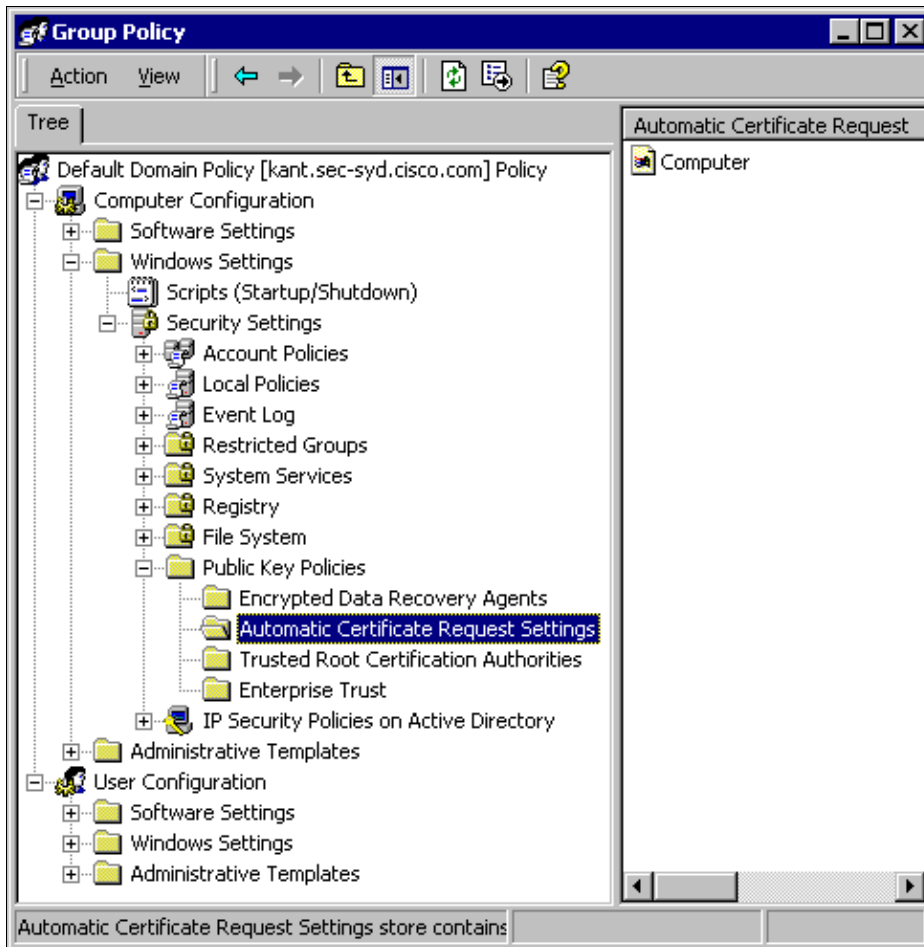 Group Policy
Action View
Tree
Automatic Certificate Request
Default Domain Policy [kant.sec-syd.cisco.com] Policy
Computer
Computer Configuration
Software Settings
Windows Settings
Scripts (Startup/Shutdown)
Security Settings
Account Policies
Local Policies
Event Log
Restricted Groups
System Services
Registry
File System
Public Key Policies
Encrypted Data Recovery Agents
Automatic Certificate Request Settings
Trusted Root Certification Authorities
Enterprise Trust
IP Security Policies on Active Directory
Administrative Templates
User Configuration
Software Settings
Windows Settings
Administrative Templates
Automatic Certificate Request Settings store contains